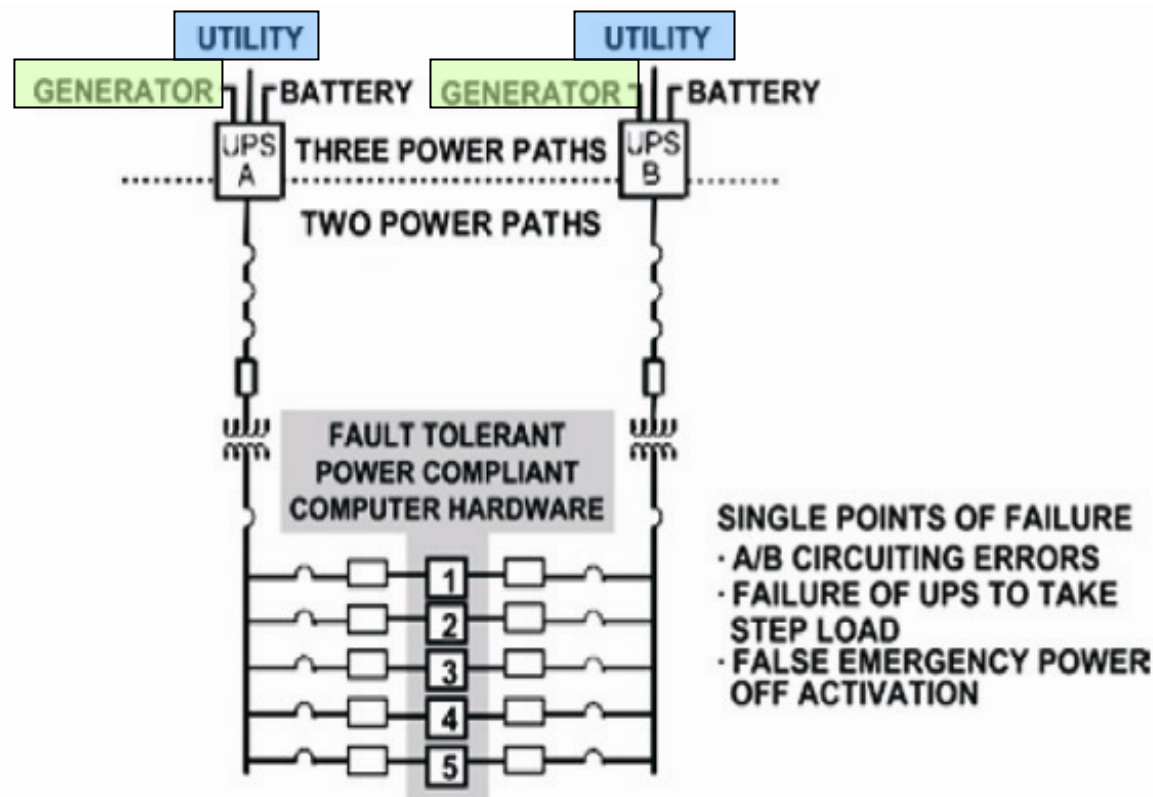 UTILITY UTILITY
GENERATOR BATTERY GENERATOR BATTERY
UPS A THREE POWER PATHS UPS B
TWO POWER PATHS
FAULT TOLERANT
POWER COMPLIANT
COMPUTER HARDWARE
1
2
3
4
5
SINGLE POINTS OF FAILURE
· A/B CIRCUITING ERRORS
· FAILURE OF UPS TO TAKE
STEP LOAD
· FALSE EMERGENCY POWER
OFF ACTIVATION